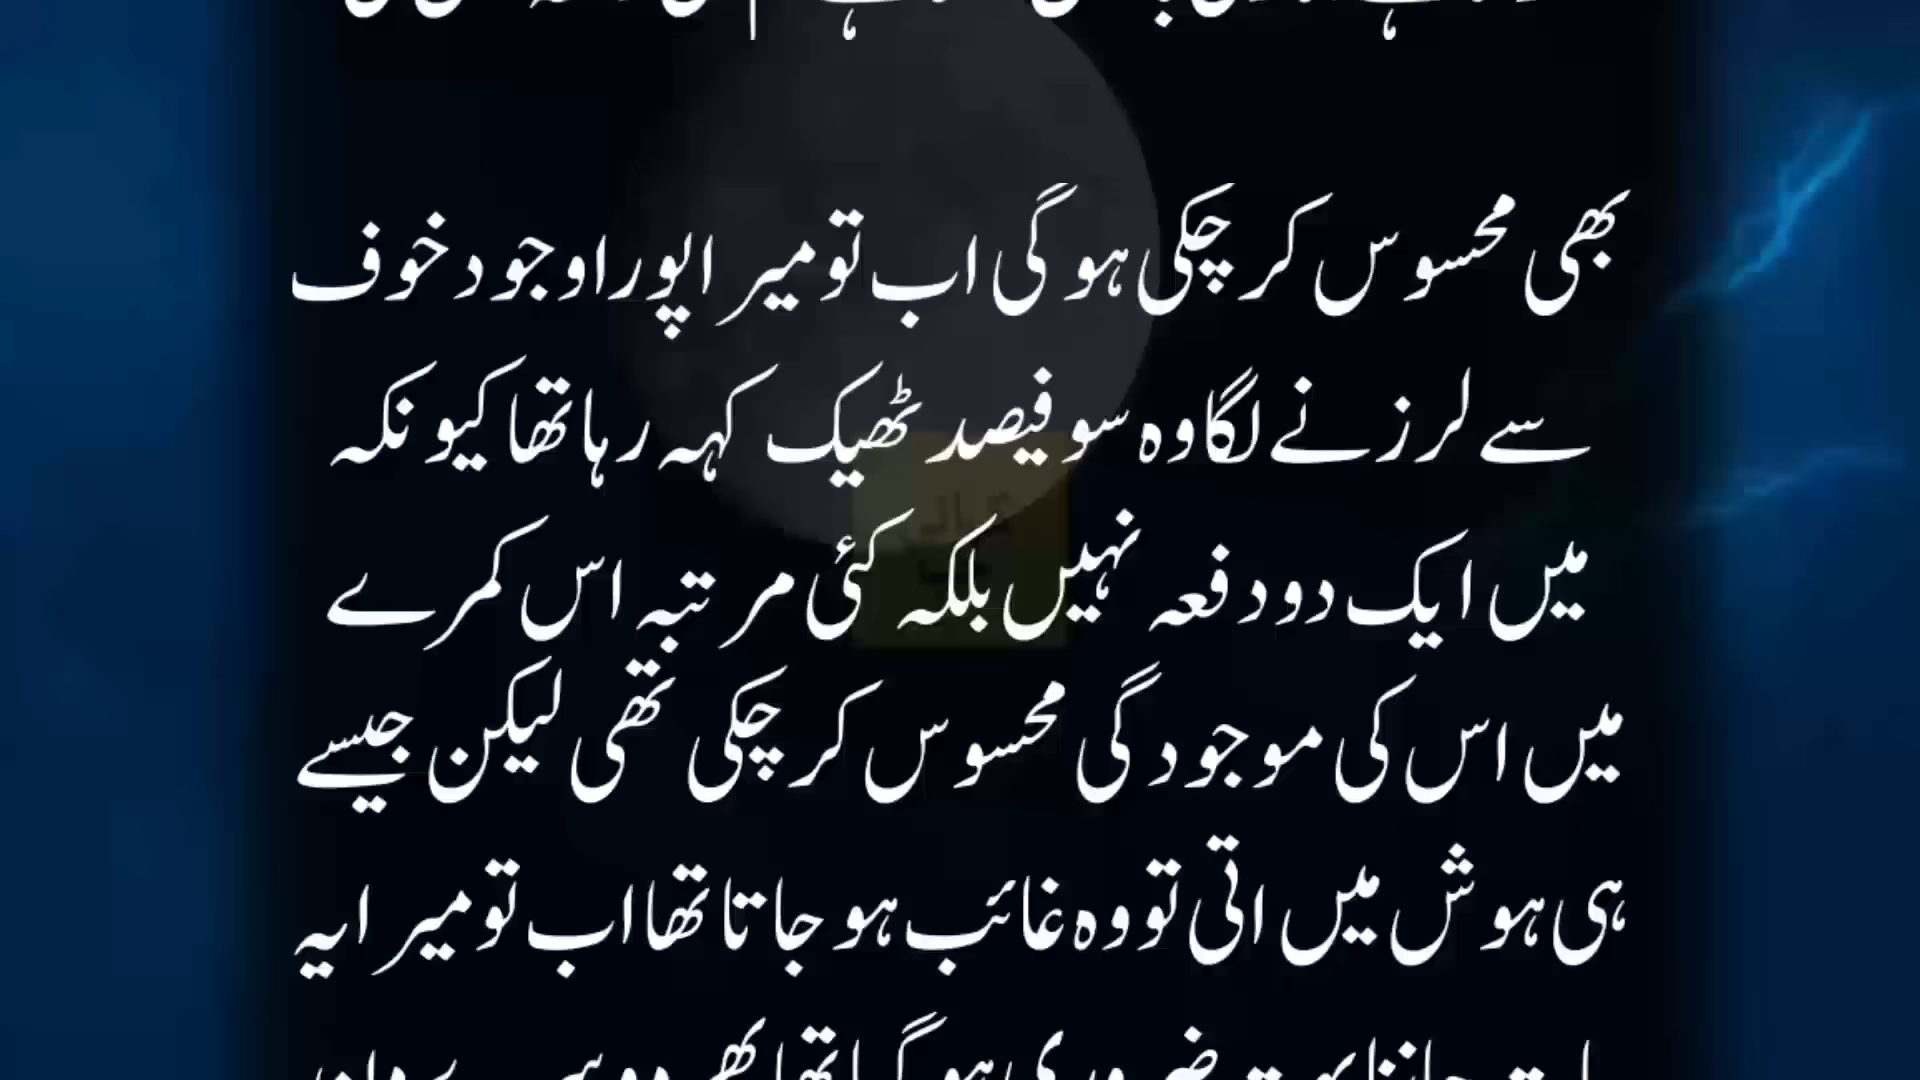 بھی محسوس کر چکی ہو گی اب تو میرا پورا وجود خوف
سے لرزنے لگا وہ سو فیصد ٹھیک کہہ رہا تھا کیونکہ
میں ایک دو دفعہ نہیں بلکہ کئی مرتبہ اس کمرے
میں اس کی موجودگی محسوس کر چکی تھی لیکن جیسے
ہی ہوش میں اتی تو وہ غائب ہو جاتا تھا اب تو میرا یہ